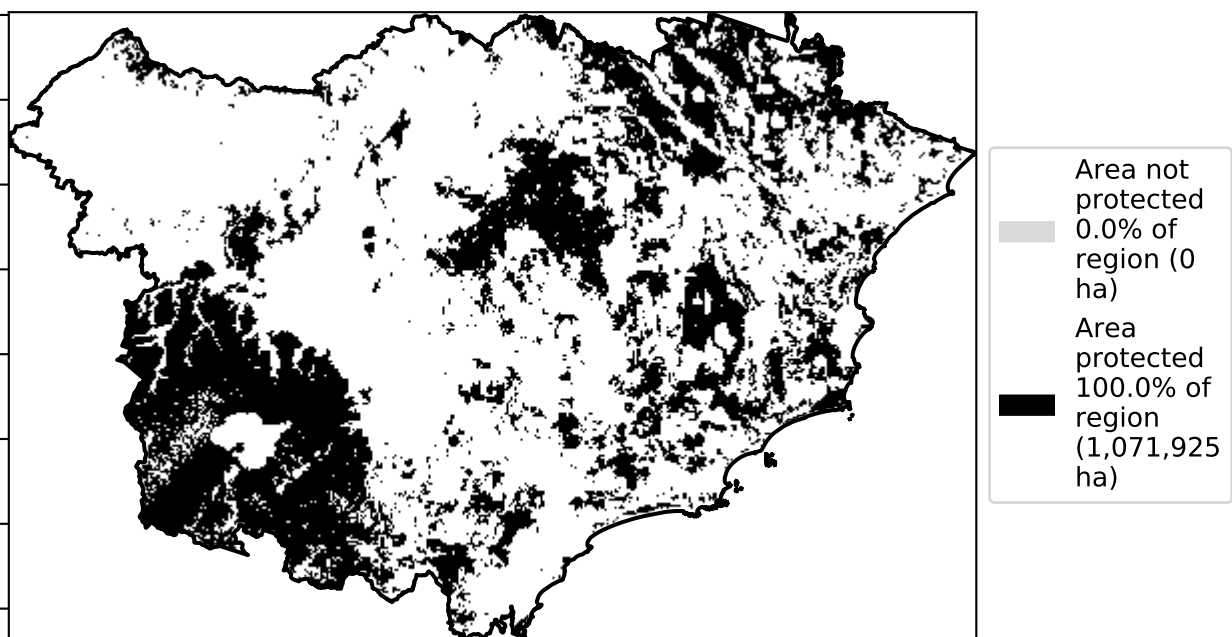 Area not
protected
0.0% of
region (0
ha)
Area
protected
100.0% of
region
(1,071,925
ha)